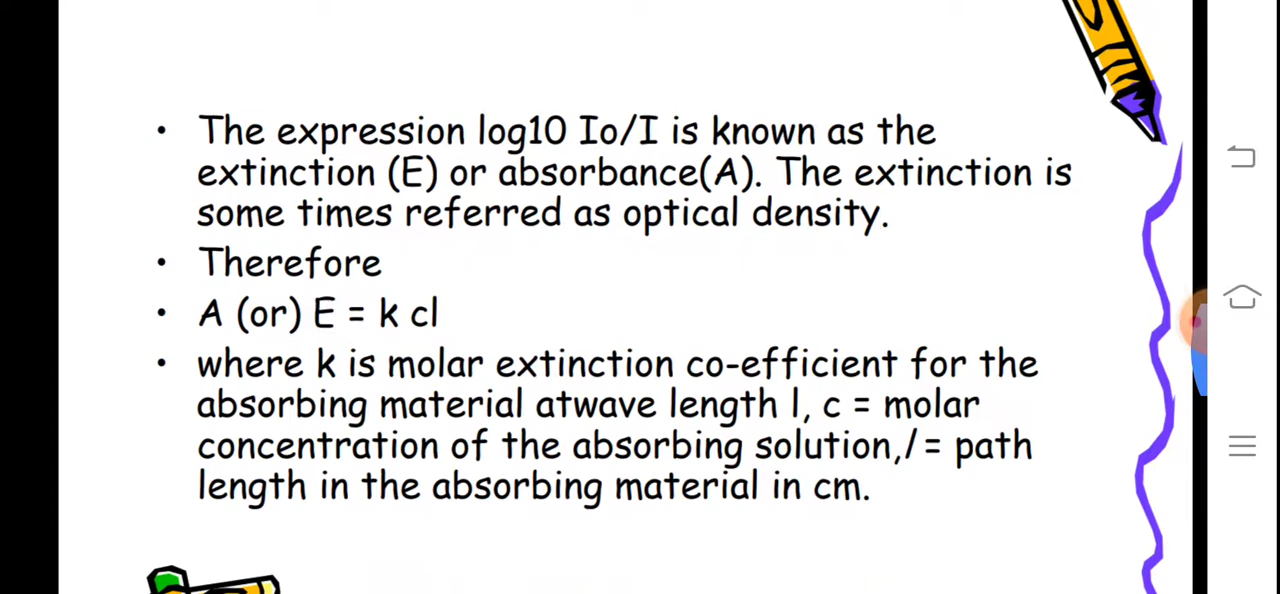 • The expression log10 Io/I is known as the
extinction (E) or absorbance(A). The extinction is
some times referred as optical density.
• Therefore
• A (or) E = k cl
• where k is molar extinction co-efficient for the
absorbing material atwave length l, c = molar
concentration of the absorbing solution,l = path
length in the absorbing material in cm.